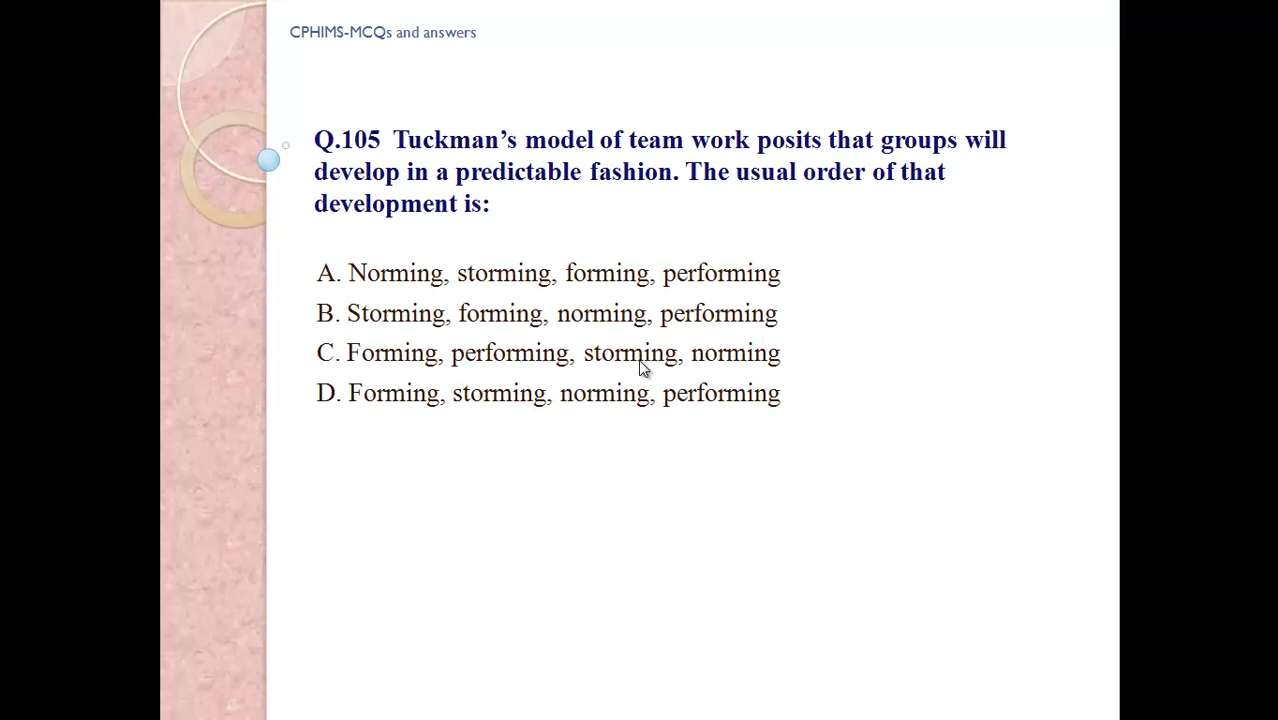 CPHIMS-MCQs and answers
Q.105 Tuckman's model of team work posits that groups will
develop in a predictable fashion. The usual order of that
development is:
A. Norming, storming, forming, performing
B. Storming, forming, norming, performing
C. Forming, performing, storming, norming
D. Forming, storming, norming, performing